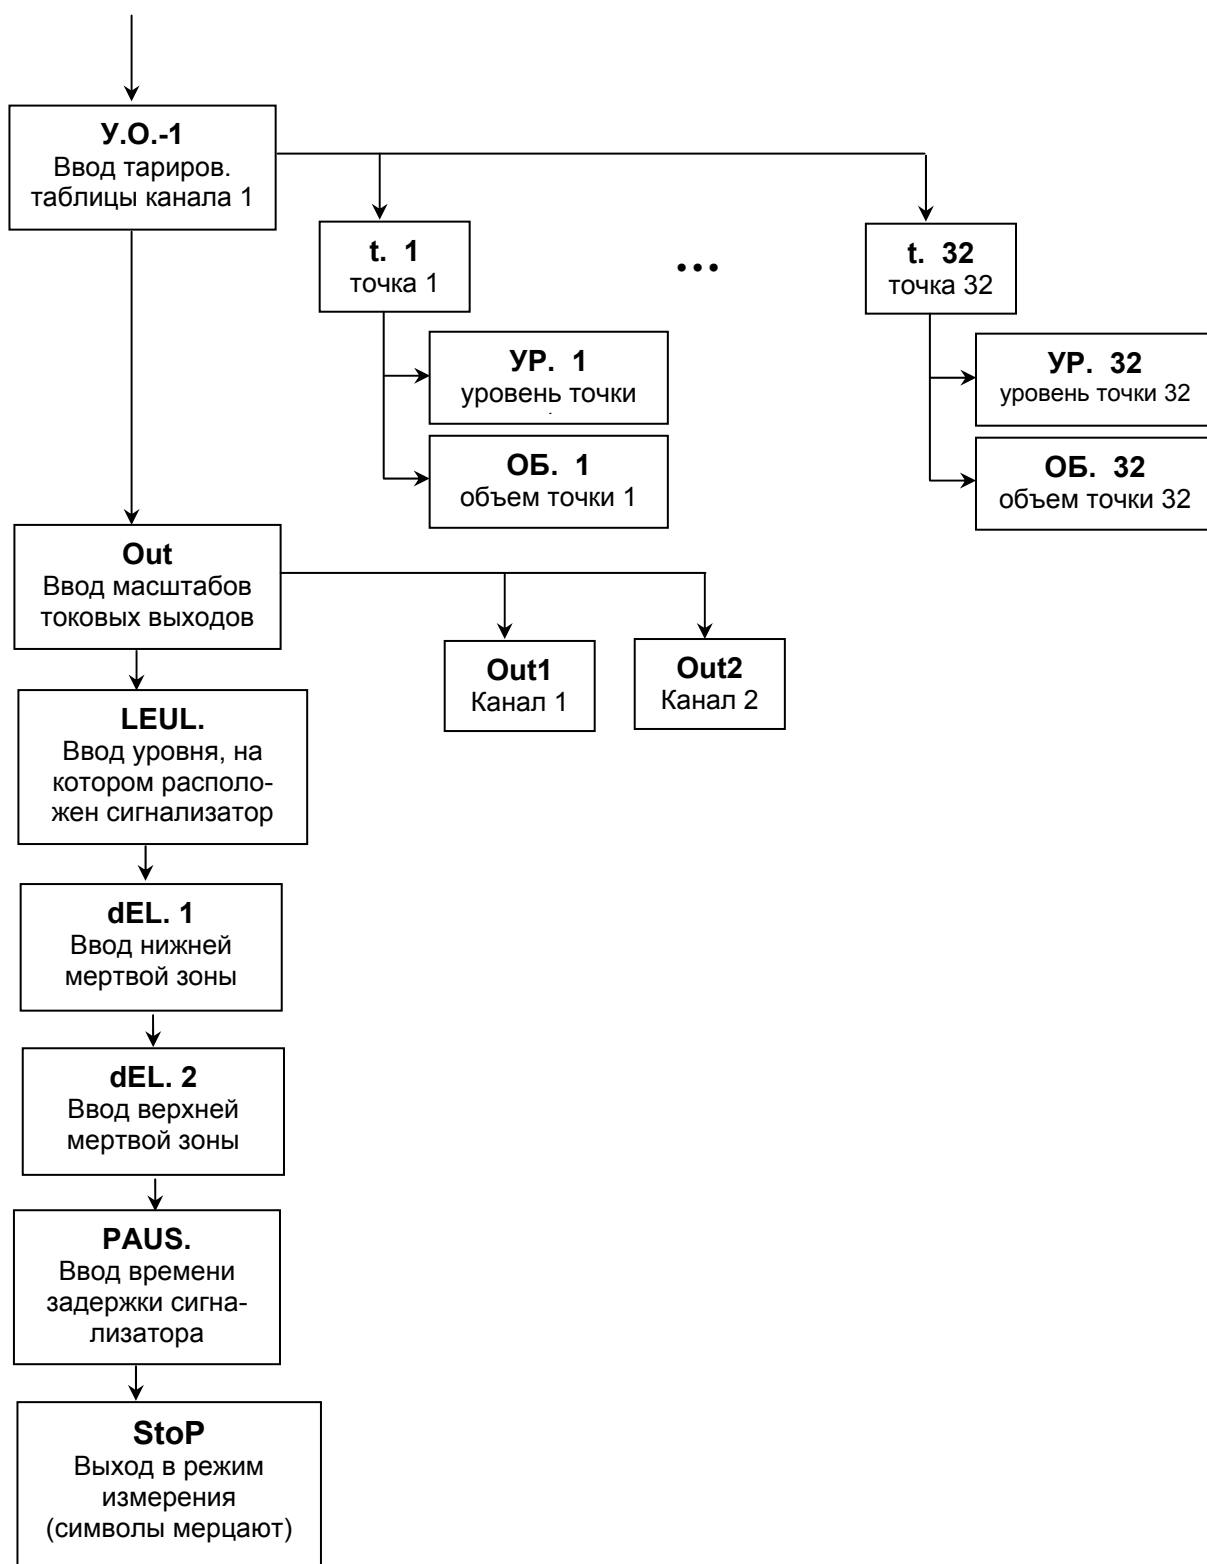 У.О.-1
Ввод тариров.
таблицы канала 1
t. 1
точка 1
...
t. 32
точка 32
УР. 1
уровень точки
УР. 32
уровень точки 32
ОБ. 1
объем точки 1
ОБ. 32
объем точки 32
Out
Ввод масштабов
токовых выходов
Out1
Канал 1
Out2
Канал 2
LEUL.
Ввод уровня, на
котором располо-
жен сигнализатор
dEL. 1
Ввод нижней
мертвой зоны
dEL. 2
Ввод верхней
мертвой зоны
PAUS.
Ввод времени
задержки сигна-
лизатора
StoP
Выход в режим
измерения
(символы мерцают)